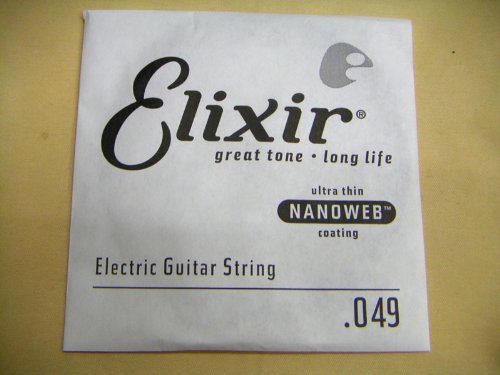 Elixir®
great tone • long life
ultra thin
NANOWEB™
coating
Electric Guitar String
.049